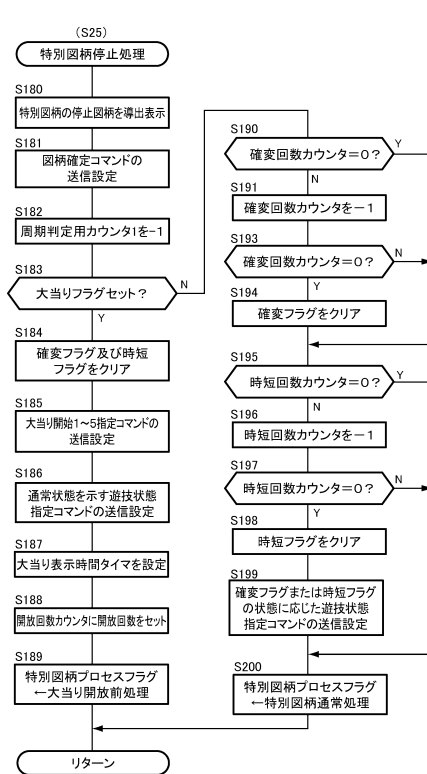 (S25)
特別図柄停止処理
S180
特別図柄の停止図柄を導出表示
S181
図柄確定コマンドの
送信設定
S182
周期判定用カウンタ1を-1
S183
大当りフラグセット？
N
Y
S184
確変フラグ及び時短
フラグをクリア
S185
大当り開始1～5指定コマンドの
送信設定
S186
通常状態を示す遊技状態
指定コマンドの送信設定
S187
大当り表示時間タイマを設定
S188
開放回数カウンタに開放回数をセット
S189
特別図柄プロセスフラグ
←大当り開放前処理
リターン
S190
確変回数カウンタ=0？
Y
N
S191
確変回数カウンタを－1
S193
確変回数カウンタ=0？
N
Y
S194
確変フラグをクリア
S195
時短回数カウンタ=0？
Y
N
S196
時短回数カウンタを－1
S197
時短回数カウンタ=0？
N
Y
S198
時短フラグをクリア
S199
確変フラグまたは時短フラグ
の状態に応じた遊技状態
指定コマンドの送信設定
S200
特別図柄プロセスフラグ
←特別図柄通常処理